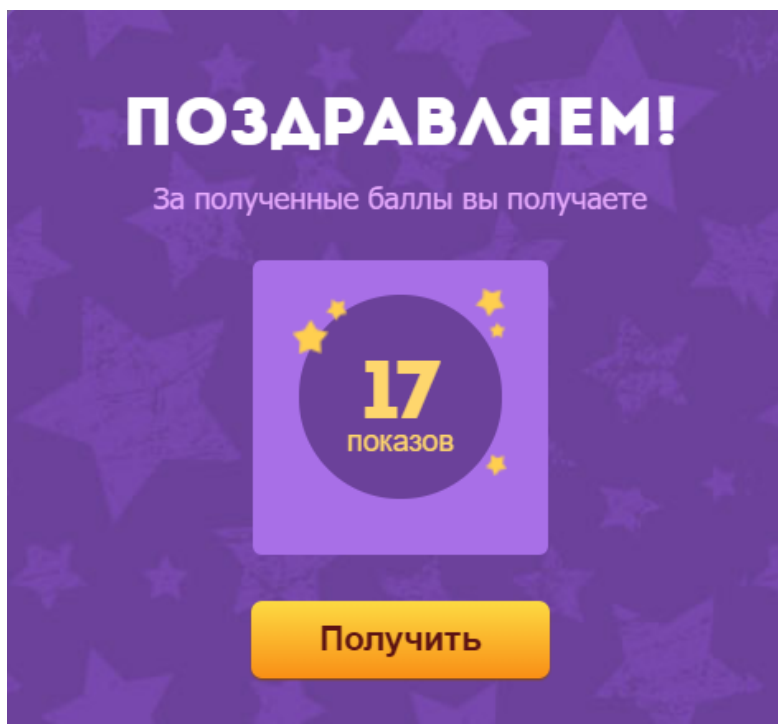 ПОЗДРАВЛЯЕМ!
За полученные баллы вы получаете
17
показов
Получить